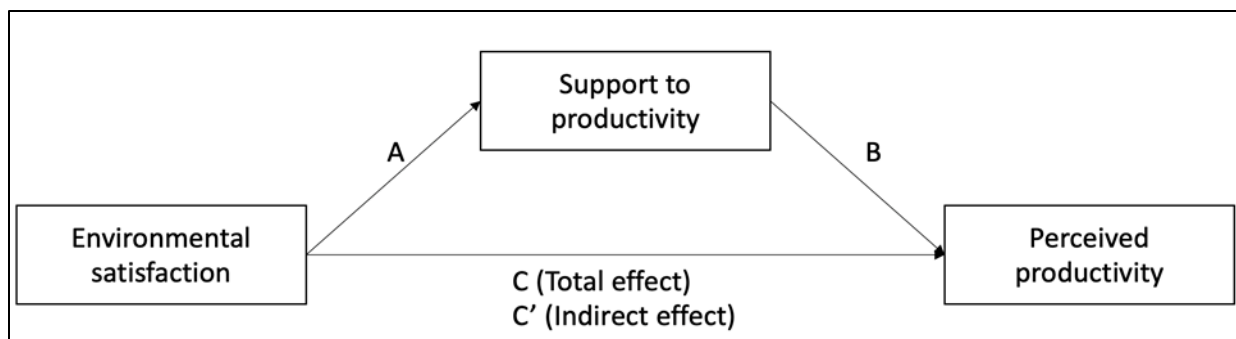 Support to
productivity
A
B
Environmental
satisfaction
Perceived
productivity
C (Total effect)
C’ (Indirect effect)